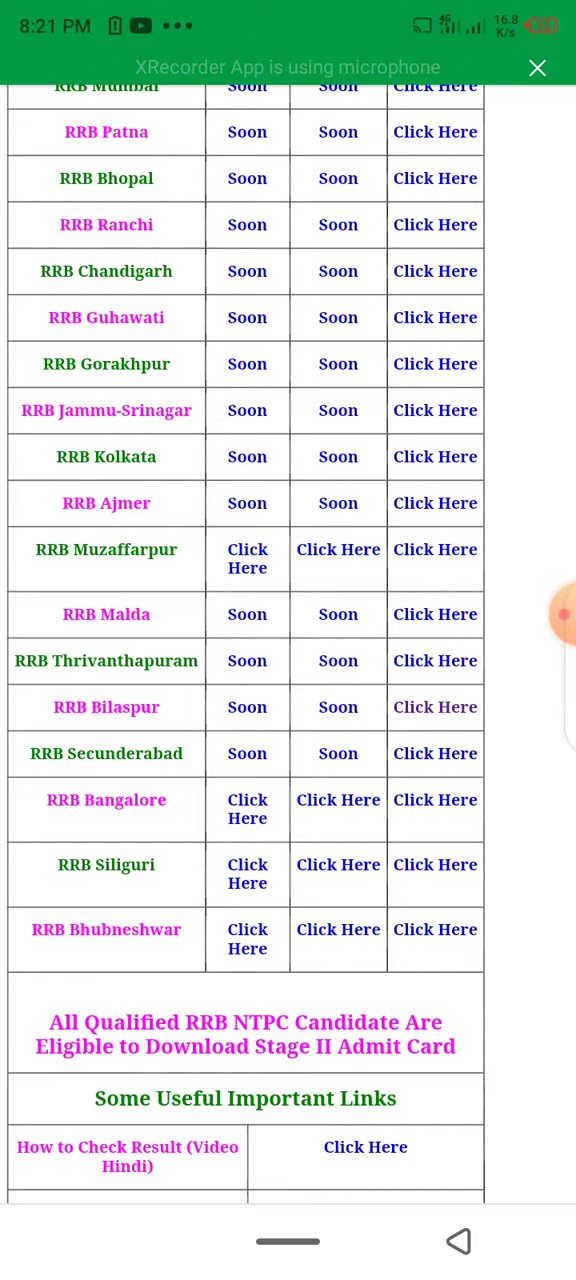 8:21 PM 4G 16.8 K/s
XRecorder App is using microphone
RRB Mumbai Soon Soon Click Here
RRB Patna Soon Soon Click Here
RRB Bhopal Soon Soon Click Here
RRB Ranchi Soon Soon Click Here
RRB Chandigarh Soon Soon Click Here
RRB Guhawati Soon Soon Click Here
RRB Gorakhpur Soon Soon Click Here
RRB Jammu-Srinagar Soon Soon Click Here
RRB Kolkata Soon Soon Click Here
RRB Ajmer Soon Soon Click Here
RRB Muzaffarpur Click Click Here Click Here
Here
RRB Malda Soon Soon Click Here
RRB Thrivanthapuram Soon Soon Click Here
RRB Bilaspur Soon Soon Click Here
RRB Secunderabad Soon Soon Click Here
RRB Bangalore Click Click Here Click Here
Here
RRB Siliguri Click Click Here Click Here
Here
RRB Bhubneshwar Click Click Here Click Here
Here
All Qualified RRB NTPC Candidate Are
Eligible to Download Stage II Admit Card
Some Useful Important Links
How to Check Result (Video Click Here
Hindi)